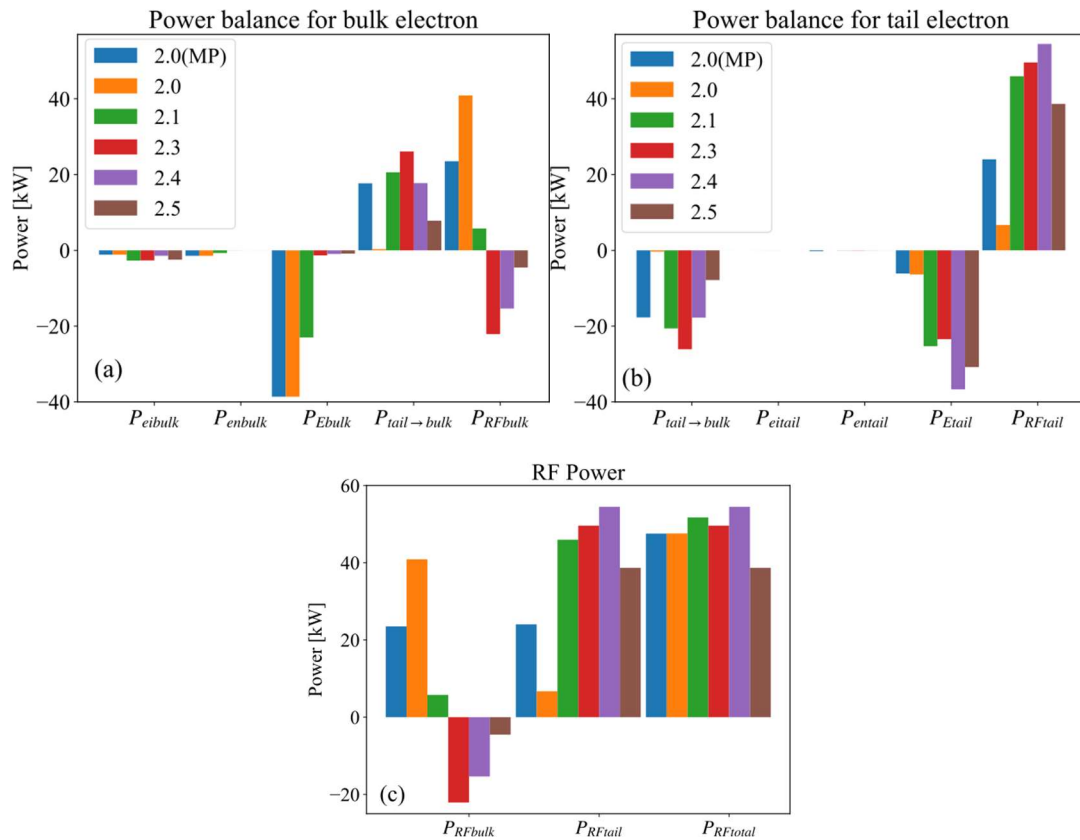 Power balance for bulk electron
2.0(MP)
2.0
2.1
2.3
2.4
2.5
Power [kW]
40
20
0
−20
−40
(a)
P_eibulk P_enbulk P_Ebulk P_tail→bulk P_RFbulk
Power balance for tail electron
2.0(MP)
2.0
2.1
2.3
2.4
2.5
Power [kW]
40
20
0
−20
−40
(b)
P_tail→bulk P_eitail P_entail P_Etail P_RFtail
RF Power
Power [kW]
60
40
20
0
−20
(c)
P_RFbulk P_RFtail P_RFtotal